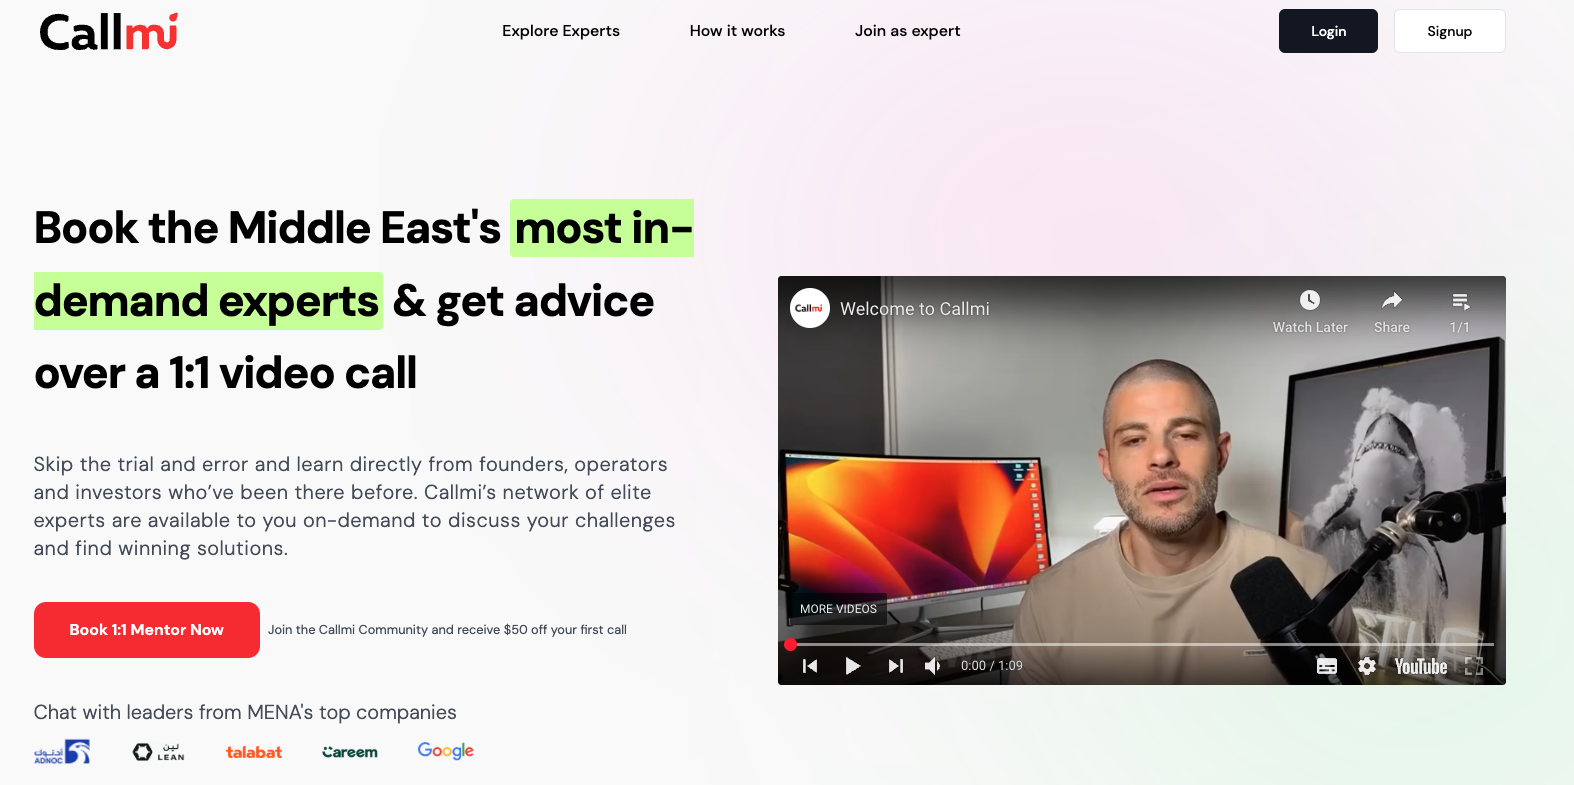 Callmi
Explore Experts
How it works
Join as expert
Login
Signup
Book the Middle East's most in-
demand experts & get advice
over a 1:1 video call
Skip the trial and error and learn directly from founders, operators
and investors who’ve been there before. Callmi’s network of elite
experts are available to you on-demand to discuss your challenges
and find winning solutions.
Book 1:1 Mentor Now
Join the Callmi Community and receive $50 off your first call
Chat with leaders from MENA's top companies
أدنوك
ADNOC
لين
LEAN
talabat
Careem
Google
Callmi
Welcome to Callmi
Watch Later
Share
1/1
MORE VIDEOS
0:00 / 1:09
YouTube